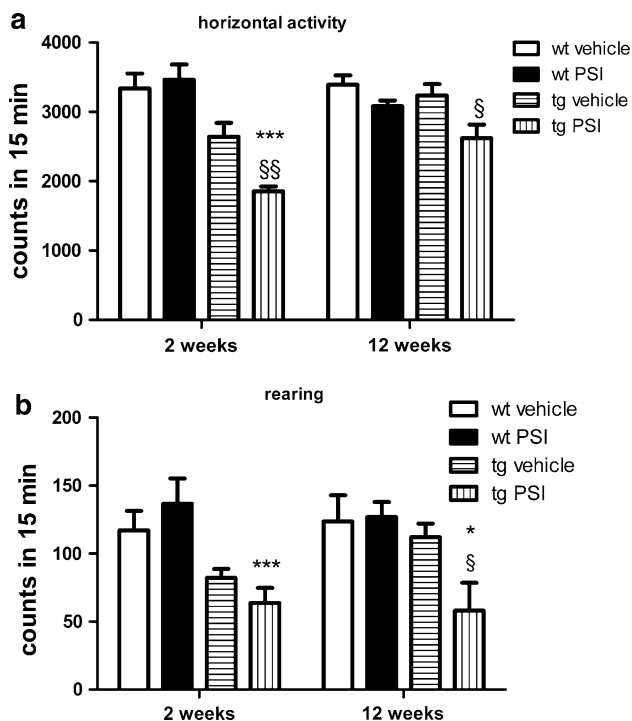 a
horizontal activity
wt vehicle
wt PSI
tg vehicle
tg PSI
counts in 15 min
4000
3000
2000
1000
0
***
§§
§
2 weeks
12 weeks
b
rearing
wt vehicle
wt PSI
tg vehicle
tg PSI
counts in 15 min
200
150
100
50
0
***
*
§
2 weeks
12 weeks